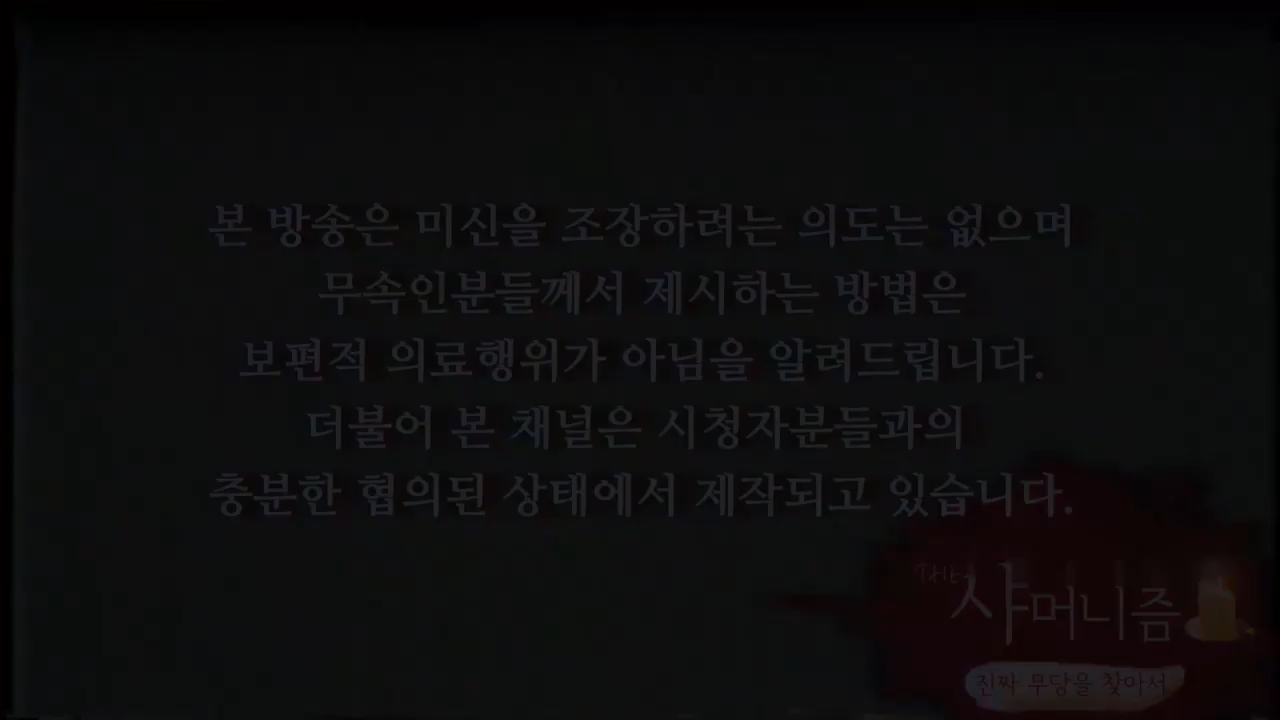 본 방송은 미신을 조장하려는 의도는 없으며
무속인분들께서 제시하는 방법은
보편적 의료행위가 아님을 알려드립니다.
더불어 본 채널은 시청자분들과의
충분한 협의된 상태에서 제작되고 있습니다.
THE
샤머니즘
진짜 무당을 찾아서